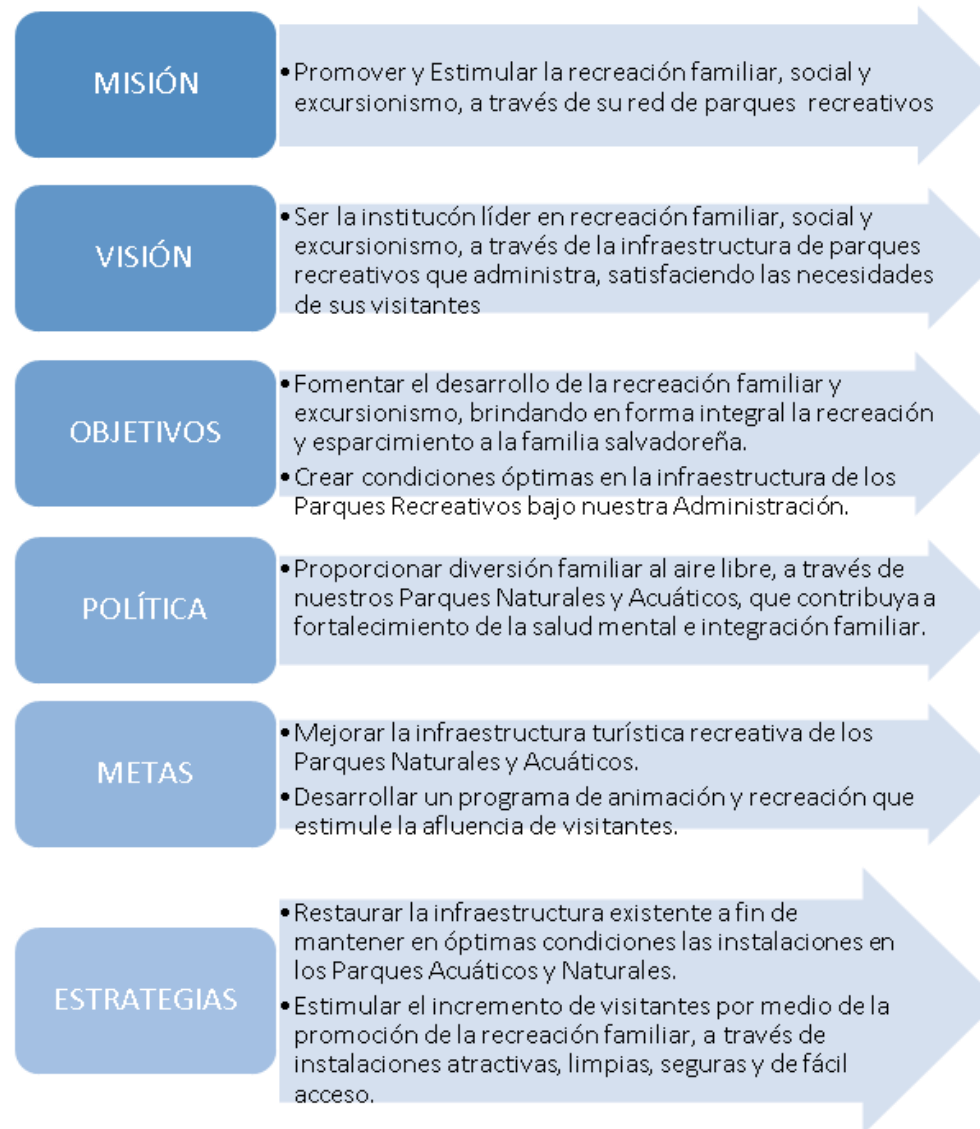 MISIÓN
•Promover y Estimular la recreación familiar, social y
excursionismo, a través de su red de parques recreativos
VISIÓN
•Ser la institucón líder en recreación familiar, social y
excursionismo, a través de la infraestructura de parques
recreativos que administra, satisfaciendo las necesidades
de sus visitantes
OBJETIVOS
•Fomentar el desarrollo de la recreación familiar y
excursionismo, brindando en forma integral la recreación
y esparcimiento a la familia salvadoreña.
•Crear condiciones óptimas en la infraestructura de los
Parques Recreativos bajo nuestra Administración.
POLÍTICA
•Proporcionar diversión familiar al aire libre, a través de
nuestros Parques Naturales y Acuáticos, que contribuya a
fortalecimiento de la salud mental e integración familiar.
METAS
•Mejorar la infraestructura turística recreativa de los
Parques Naturales y Acuáticos.
•Desarrollar un programa de animación y recreación que
estimule la afluencia de visitantes.
ESTRATEGIAS
•Restaurar la infraestructura existente a fin de
mantener en óptimas condiciones las instalaciones en
los Parques Acuáticos y Naturales.
•Estimular el incremento de visitantes por medio de la
promoción de la recreación familiar, a través de
instalaciones atractivas, limpias, seguras y de fácil
acceso.